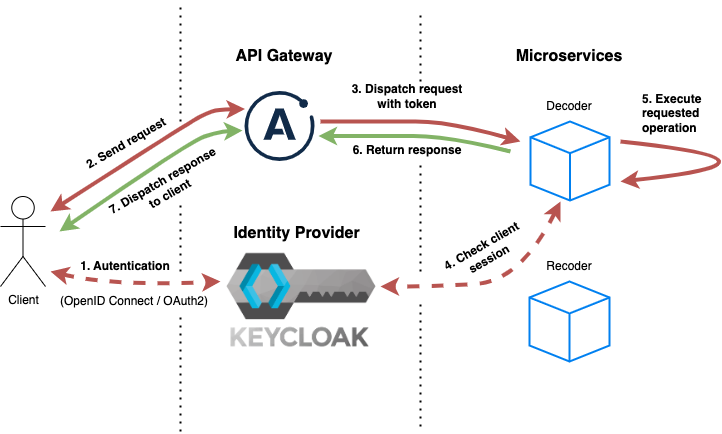 API Gateway
Microservices
3. Dispatch request
with token
Decoder
5. Execute
requested
operation
A
2. Send request
6. Return response
7. Dispatch response
to client
Identity Provider
4. Check client
session
1. Autentication
Recoder
Client
(OpenID Connect / OAuth2)
KEYCLOAK